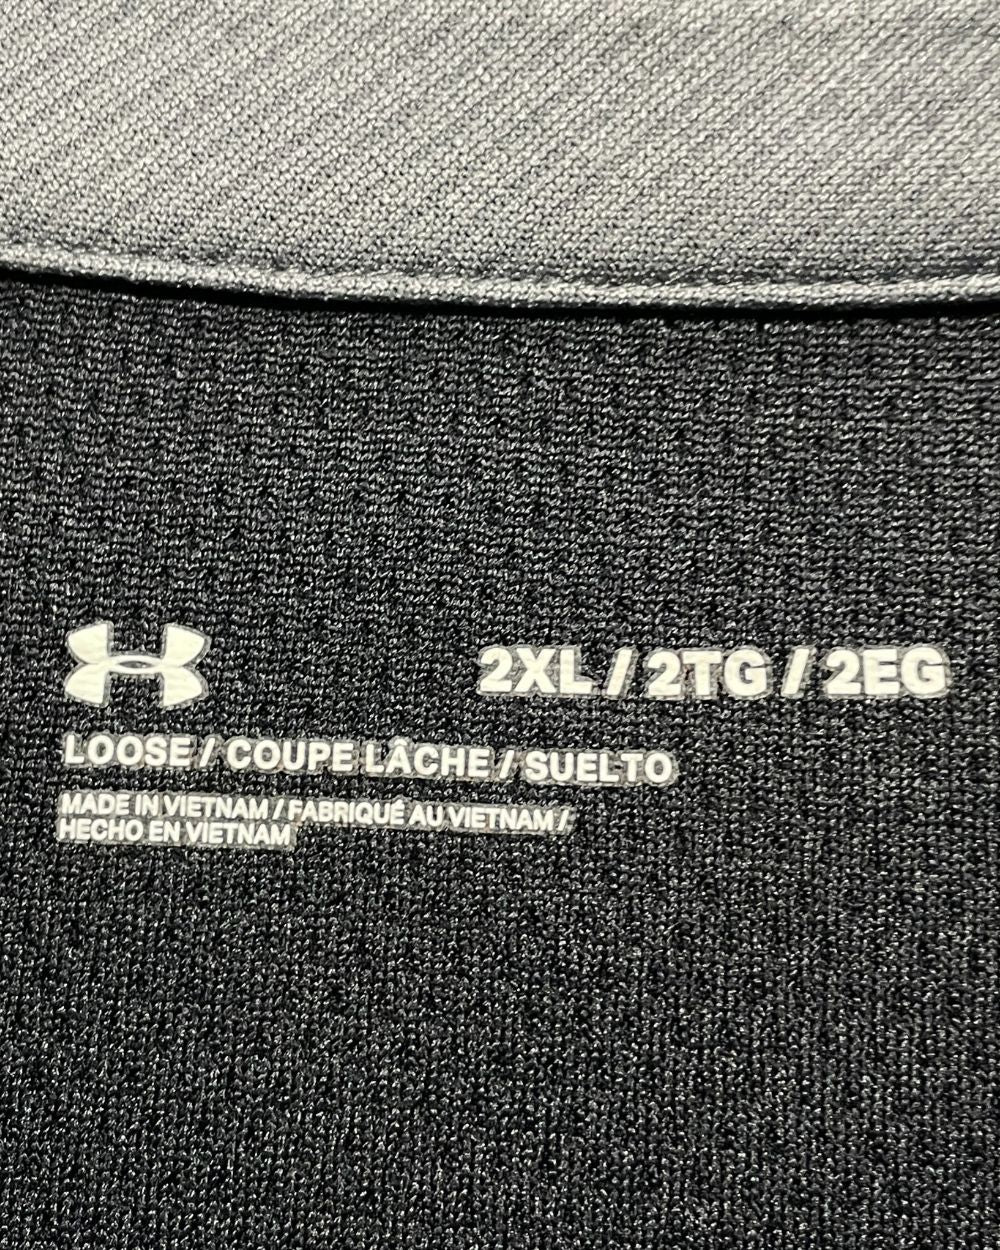 2XL / 2TG / 2EG
LOOSE / COUPE LÂCHE / SUELTO
MADE IN VIETNAM / FABRIQUÉ AU VIETNAM /
HECHO EN VIETNAM